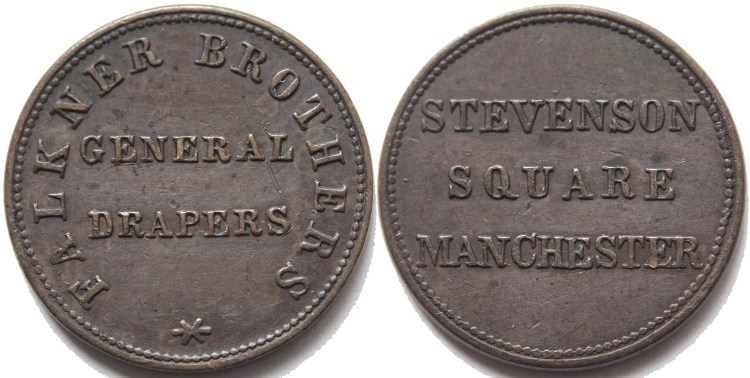 FALKNER BROTHERS
GENERAL
DRAPERS
STEVENSON
SQUARE
MANCHESTER